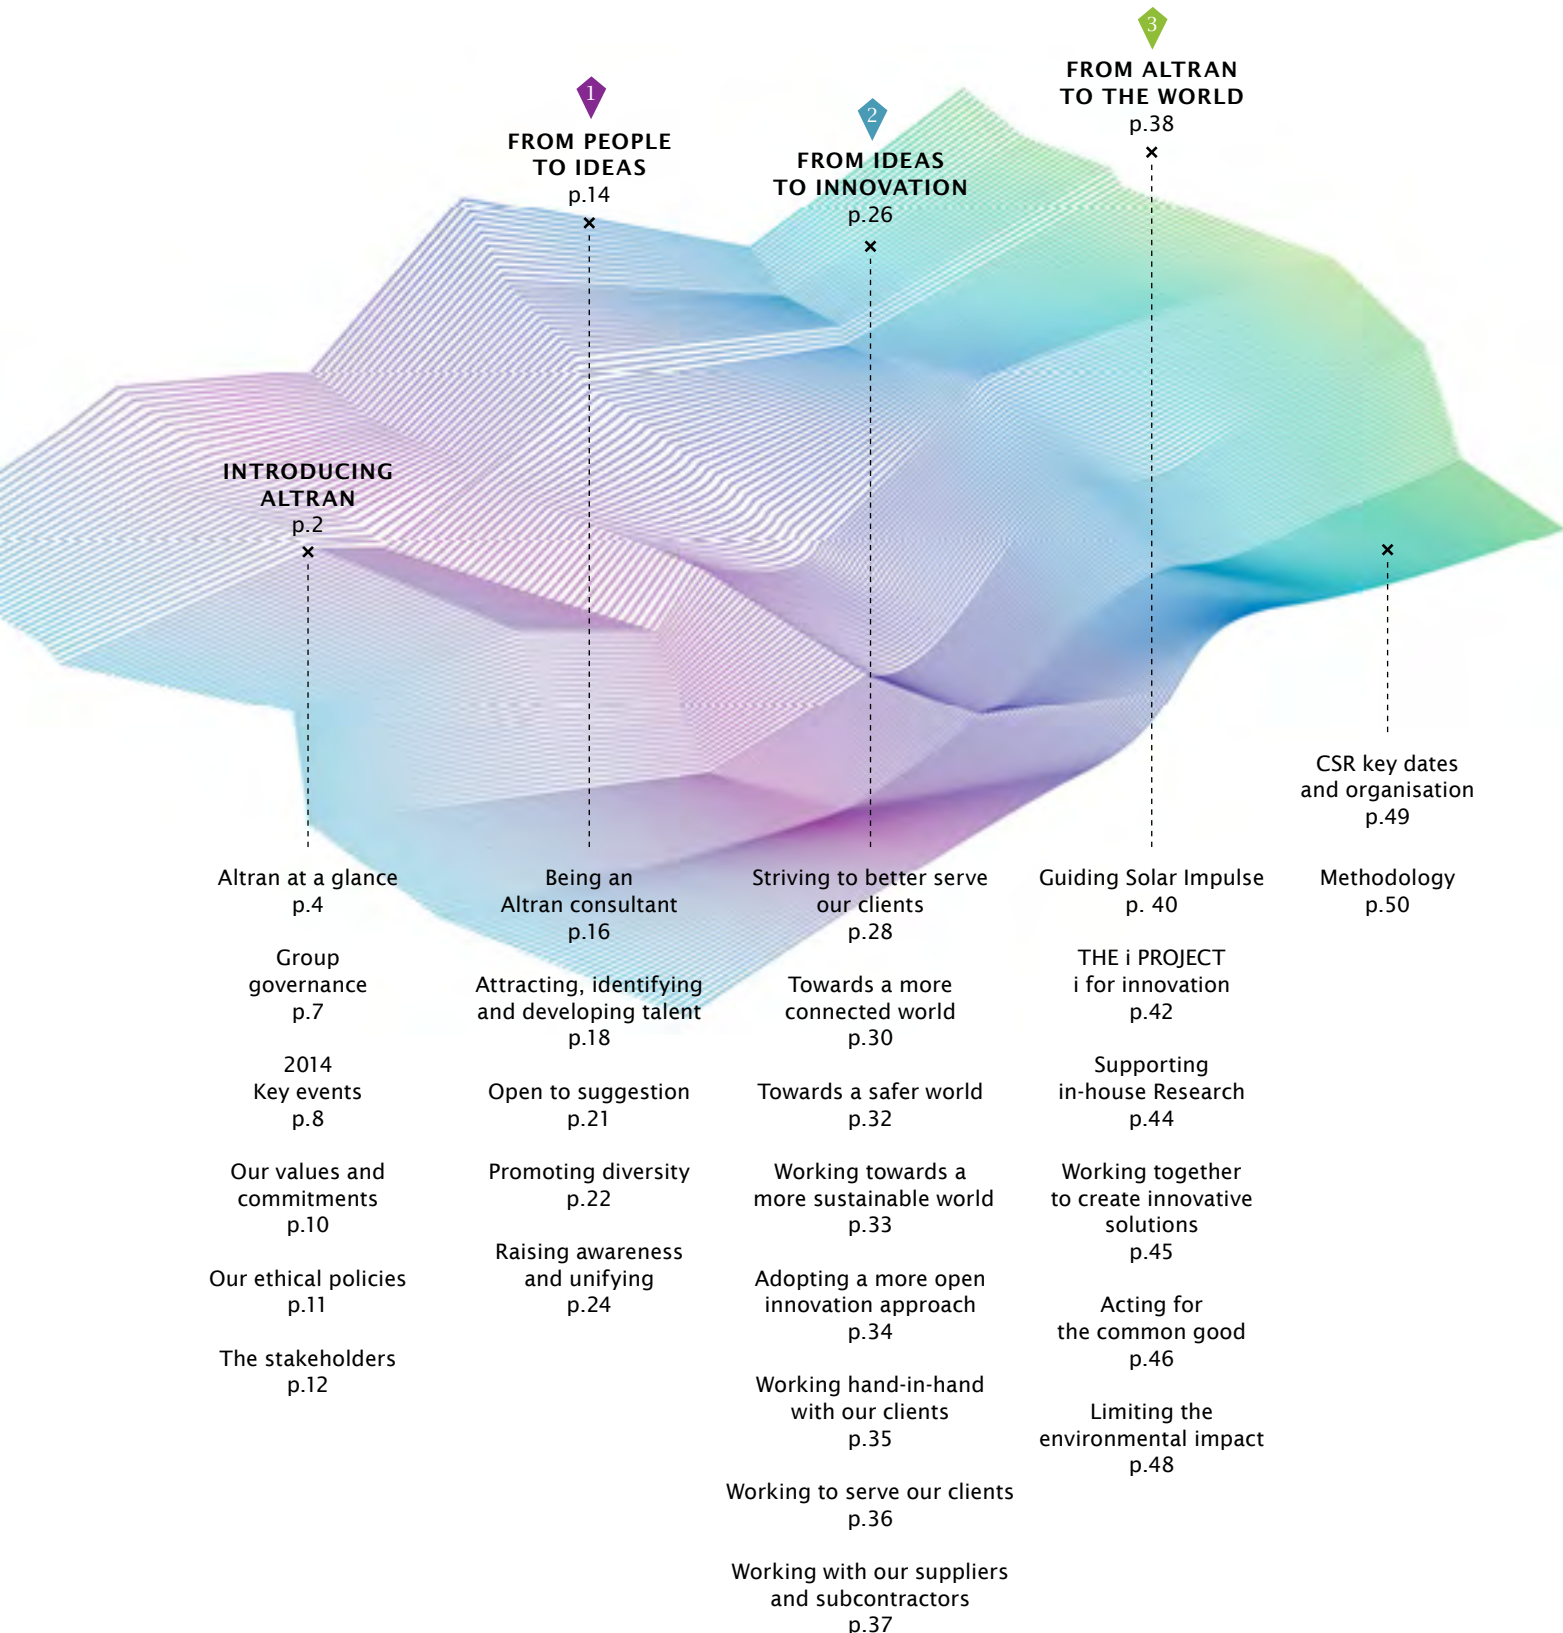 INTRODUCING
ALTRAN
p.2
Altran at a glance
p.4
Group
governance
p.7
2014
Key events
p.8
Our values and
commitments
p.10
Our ethical policies
p.11
The stakeholders
p.12
1
FROM PEOPLE
TO IDEAS
p.14
Being an
Altran consultant
p.16
Attracting, identifying
and developing talent
p.18
Open to suggestion
p.21
Promoting diversity
p.22
Raising awareness
and unifying
p.24
2
FROM IDEAS
TO INNOVATION
p.26
Striving to better serve
our clients
p.28
Towards a more
connected world
p.30
Towards a safer world
p.32
Working towards a
more sustainable world
p.33
Adopting a more open
innovation approach
p.34
Working hand-in-hand
with our clients
p.35
Working to serve our clients
p.36
Working with our suppliers
and subcontractors
p.37
3
FROM ALTRAN
TO THE WORLD
p.38
Guiding Solar Impulse
p. 40
THE i PROJECT
i for innovation
p.42
Supporting
in-house Research
p.44
Working together
to create innovative
solutions
p.45
Acting for
the common good
p.46
Limiting the
environmental impact
p.48
CSR key dates
and organisation
p.49
Methodology
p.50